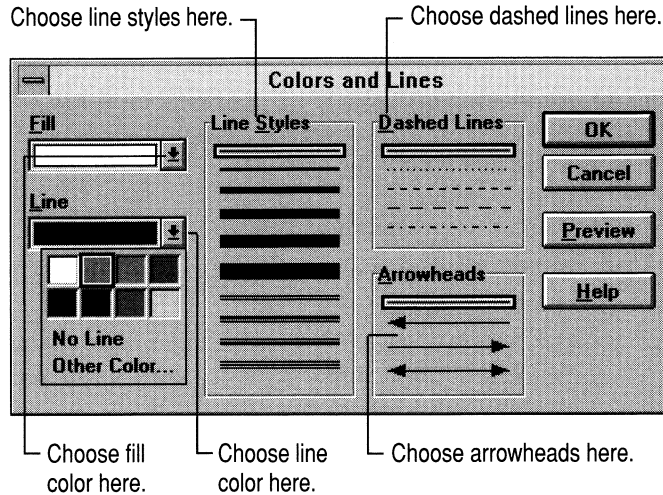 Choose line styles here.
Choose dashed lines here.
Colors and Lines
Fill
Line Styles
Dashed Lines
OK
Cancel
Line
Preview
Arrowheads
Help
No Line
Other Color...
Choose fill
color here.
Choose line
color here.
Choose arrowheads here.